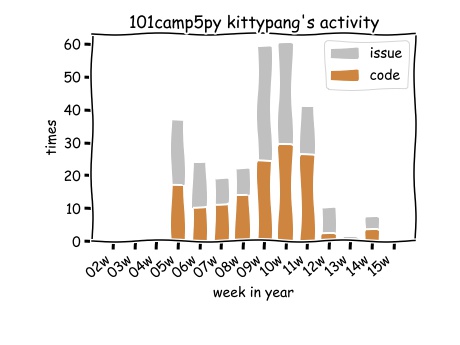 101camp5py kittypang's activity
issue
code
60
50
40
30
20
10
0
times
02w
03w
04w
05w
06w
07w
08w
09w
10w
11w
12w
13w
14w
15w
week in year